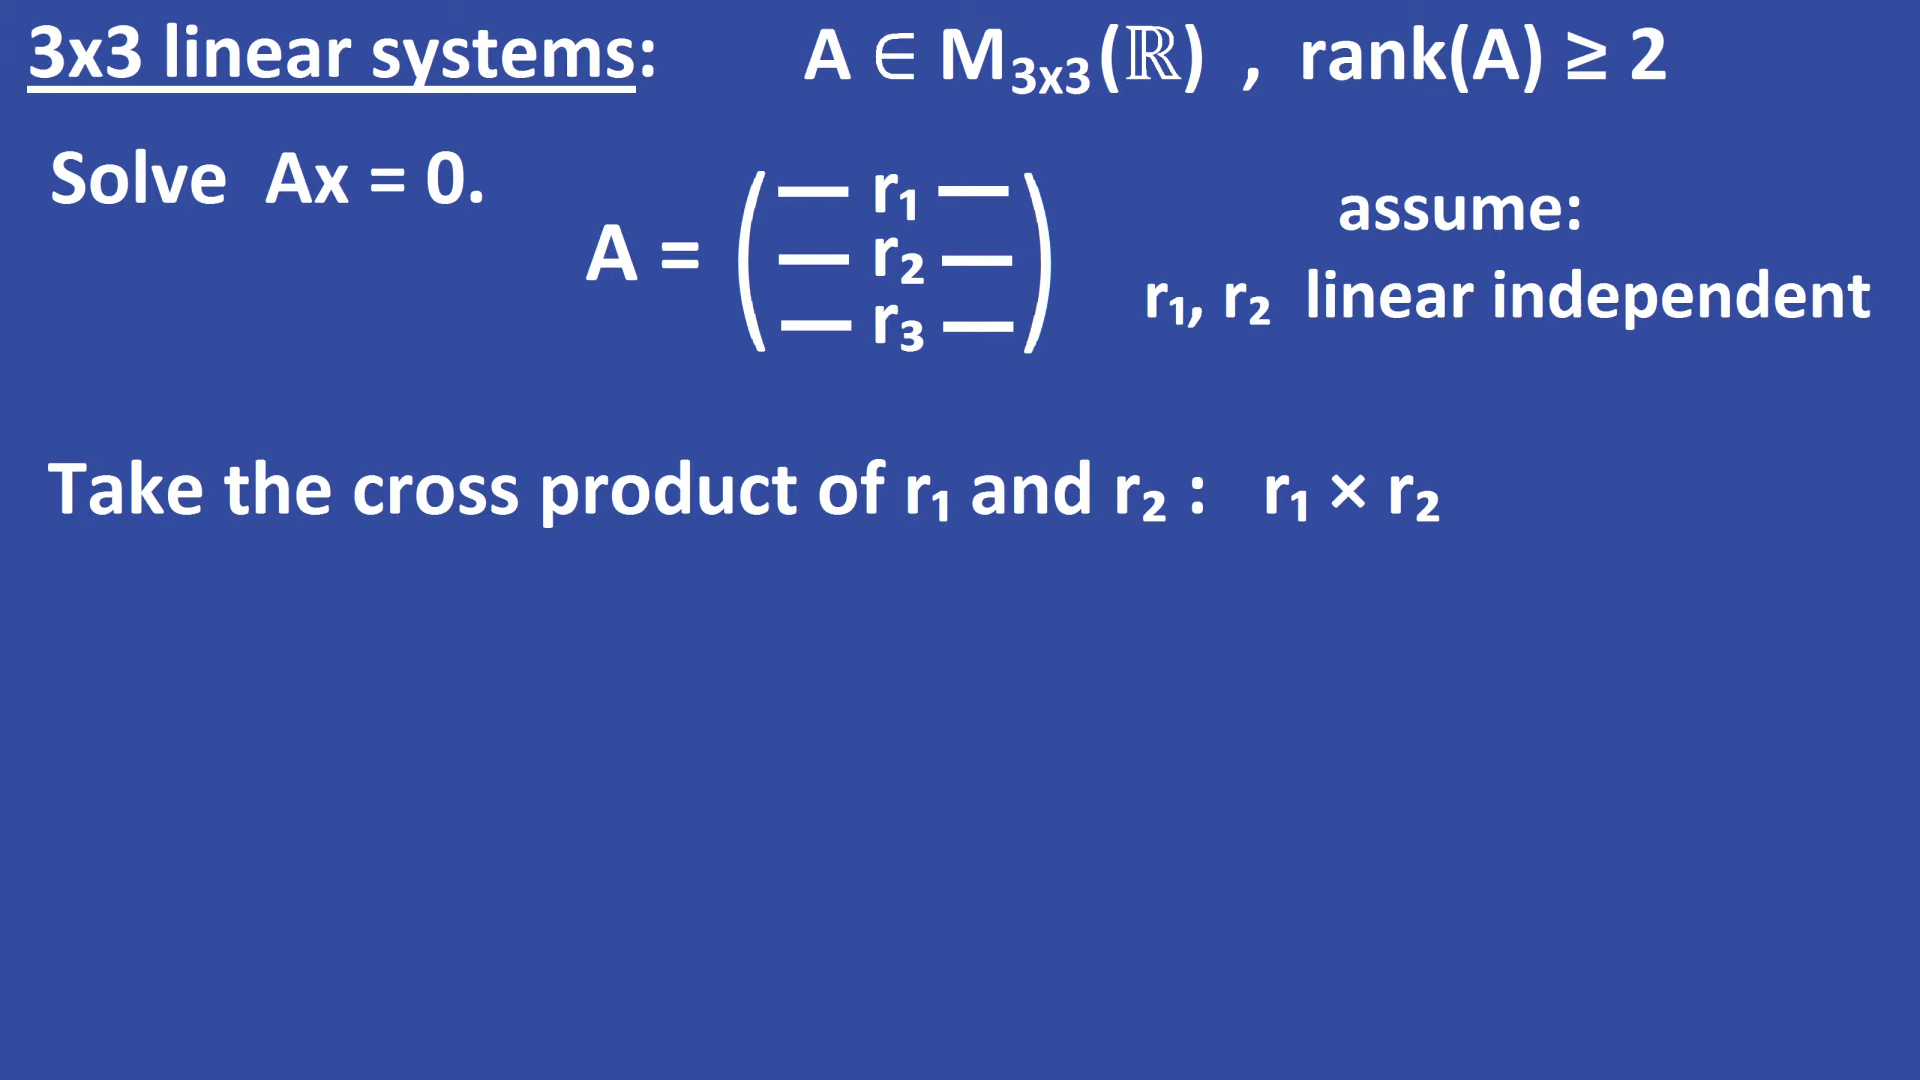 3x3 linear systems: A ∈ M₃ₓ₃(ℝ) , rank(A) ≥ 2
Solve Ax = 0.
A = ( — r₁ — )
( — r₂ — )
( — r₃ — )
assume:
r₁, r₂ linear independent
Take the cross product of r₁ and r₂ : r₁ × r₂